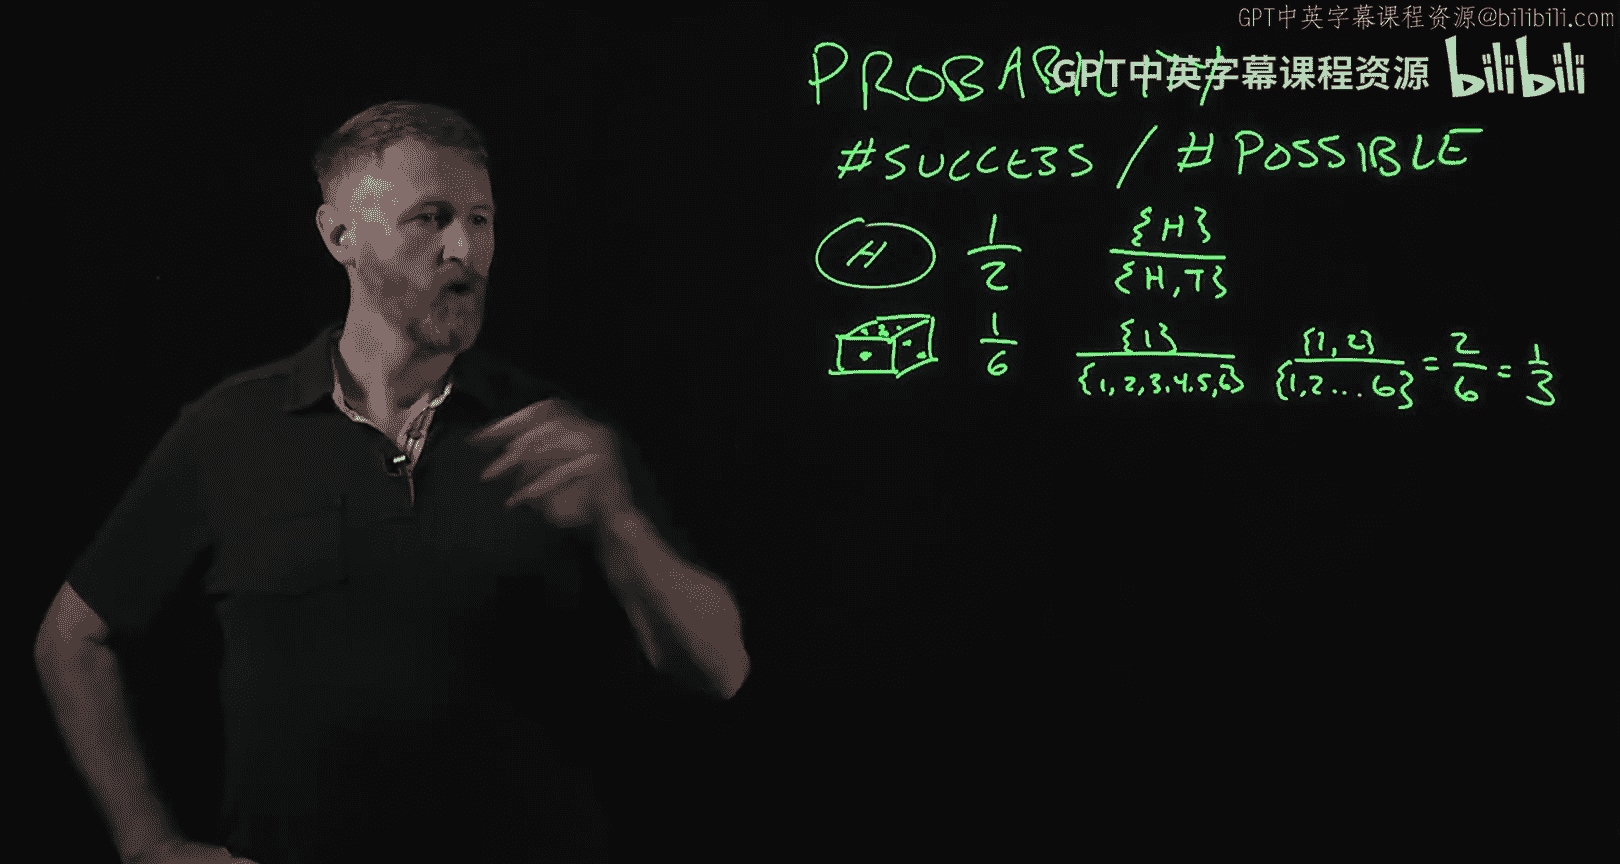 GPT中英字幕课程资源@bilibili.com
PROBABILITY
GPT中英字幕课程资源 bilibili
#SUCCESS / # POSSIBLE
H 1/2 {H}/{H,T}
1/6 {1}/{1,2,3,4,5,6} {1,2}/{1,2...6} = 2/6 = 1/3